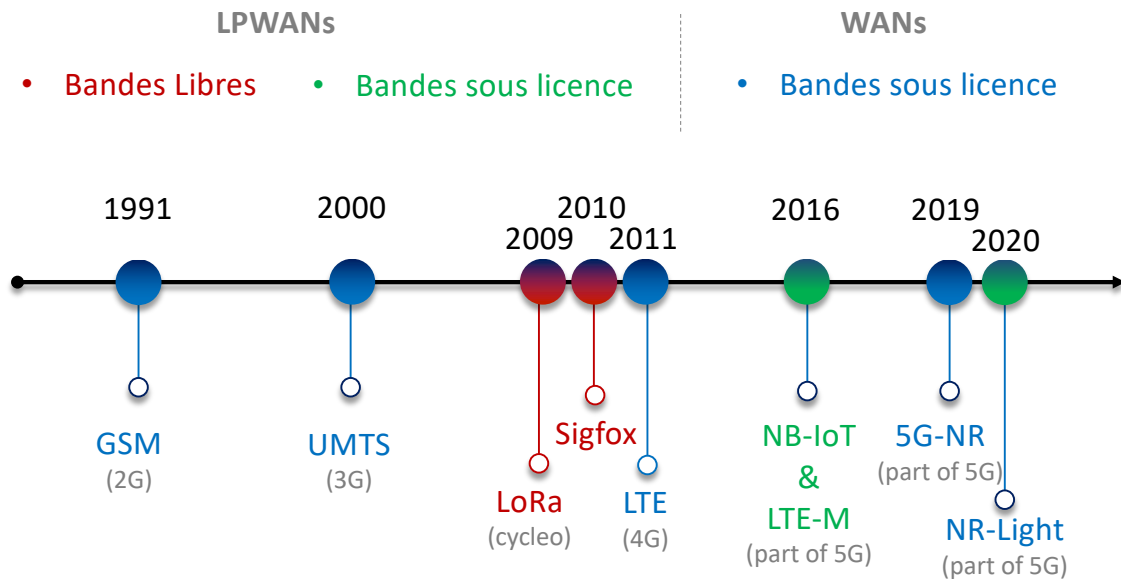 LPWANs
WANs
• Bandes Libres
• Bandes sous licence
• Bandes sous licence
1991
2000
2009
2010
2011
2016
2019
2020
GSM
(2G)
UMTS
(3G)
LoRa
(cycleo)
Sigfox
LTE
(4G)
NB-IoT
&
LTE-M
(part of 5G)
5G-NR
(part of 5G)
NR-Light
(part of 5G)